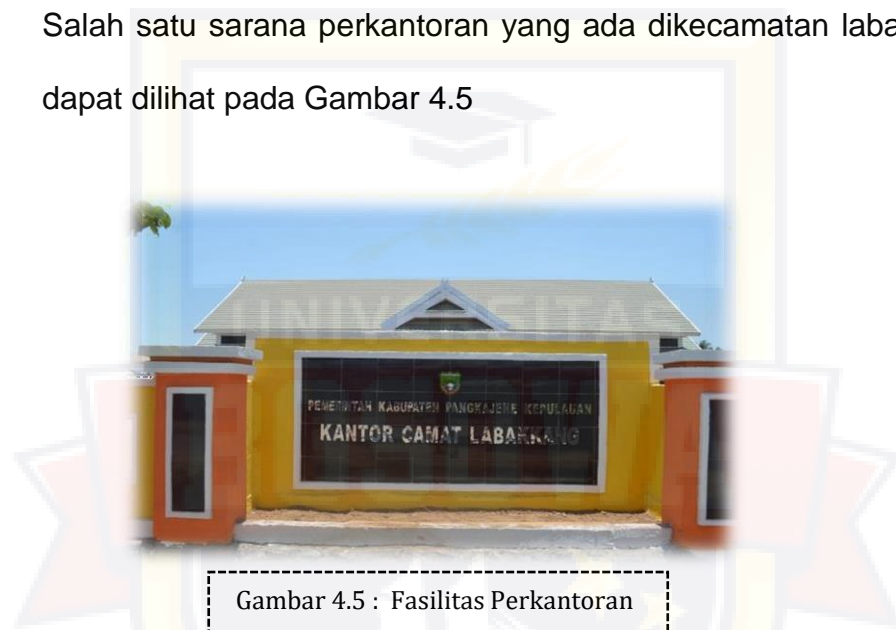 Salah satu sarana perkantoran yang ada dikecamatan laba
dapat dilihat pada Gambar 4.5
UNIVERSITAS
PEMERINTAH KABUPATEN PANGKAJENE KEPULAUAN
KANTOR CAMAT LABAKKANG
Gambar 4.5 : Fasilitas Perkantoran